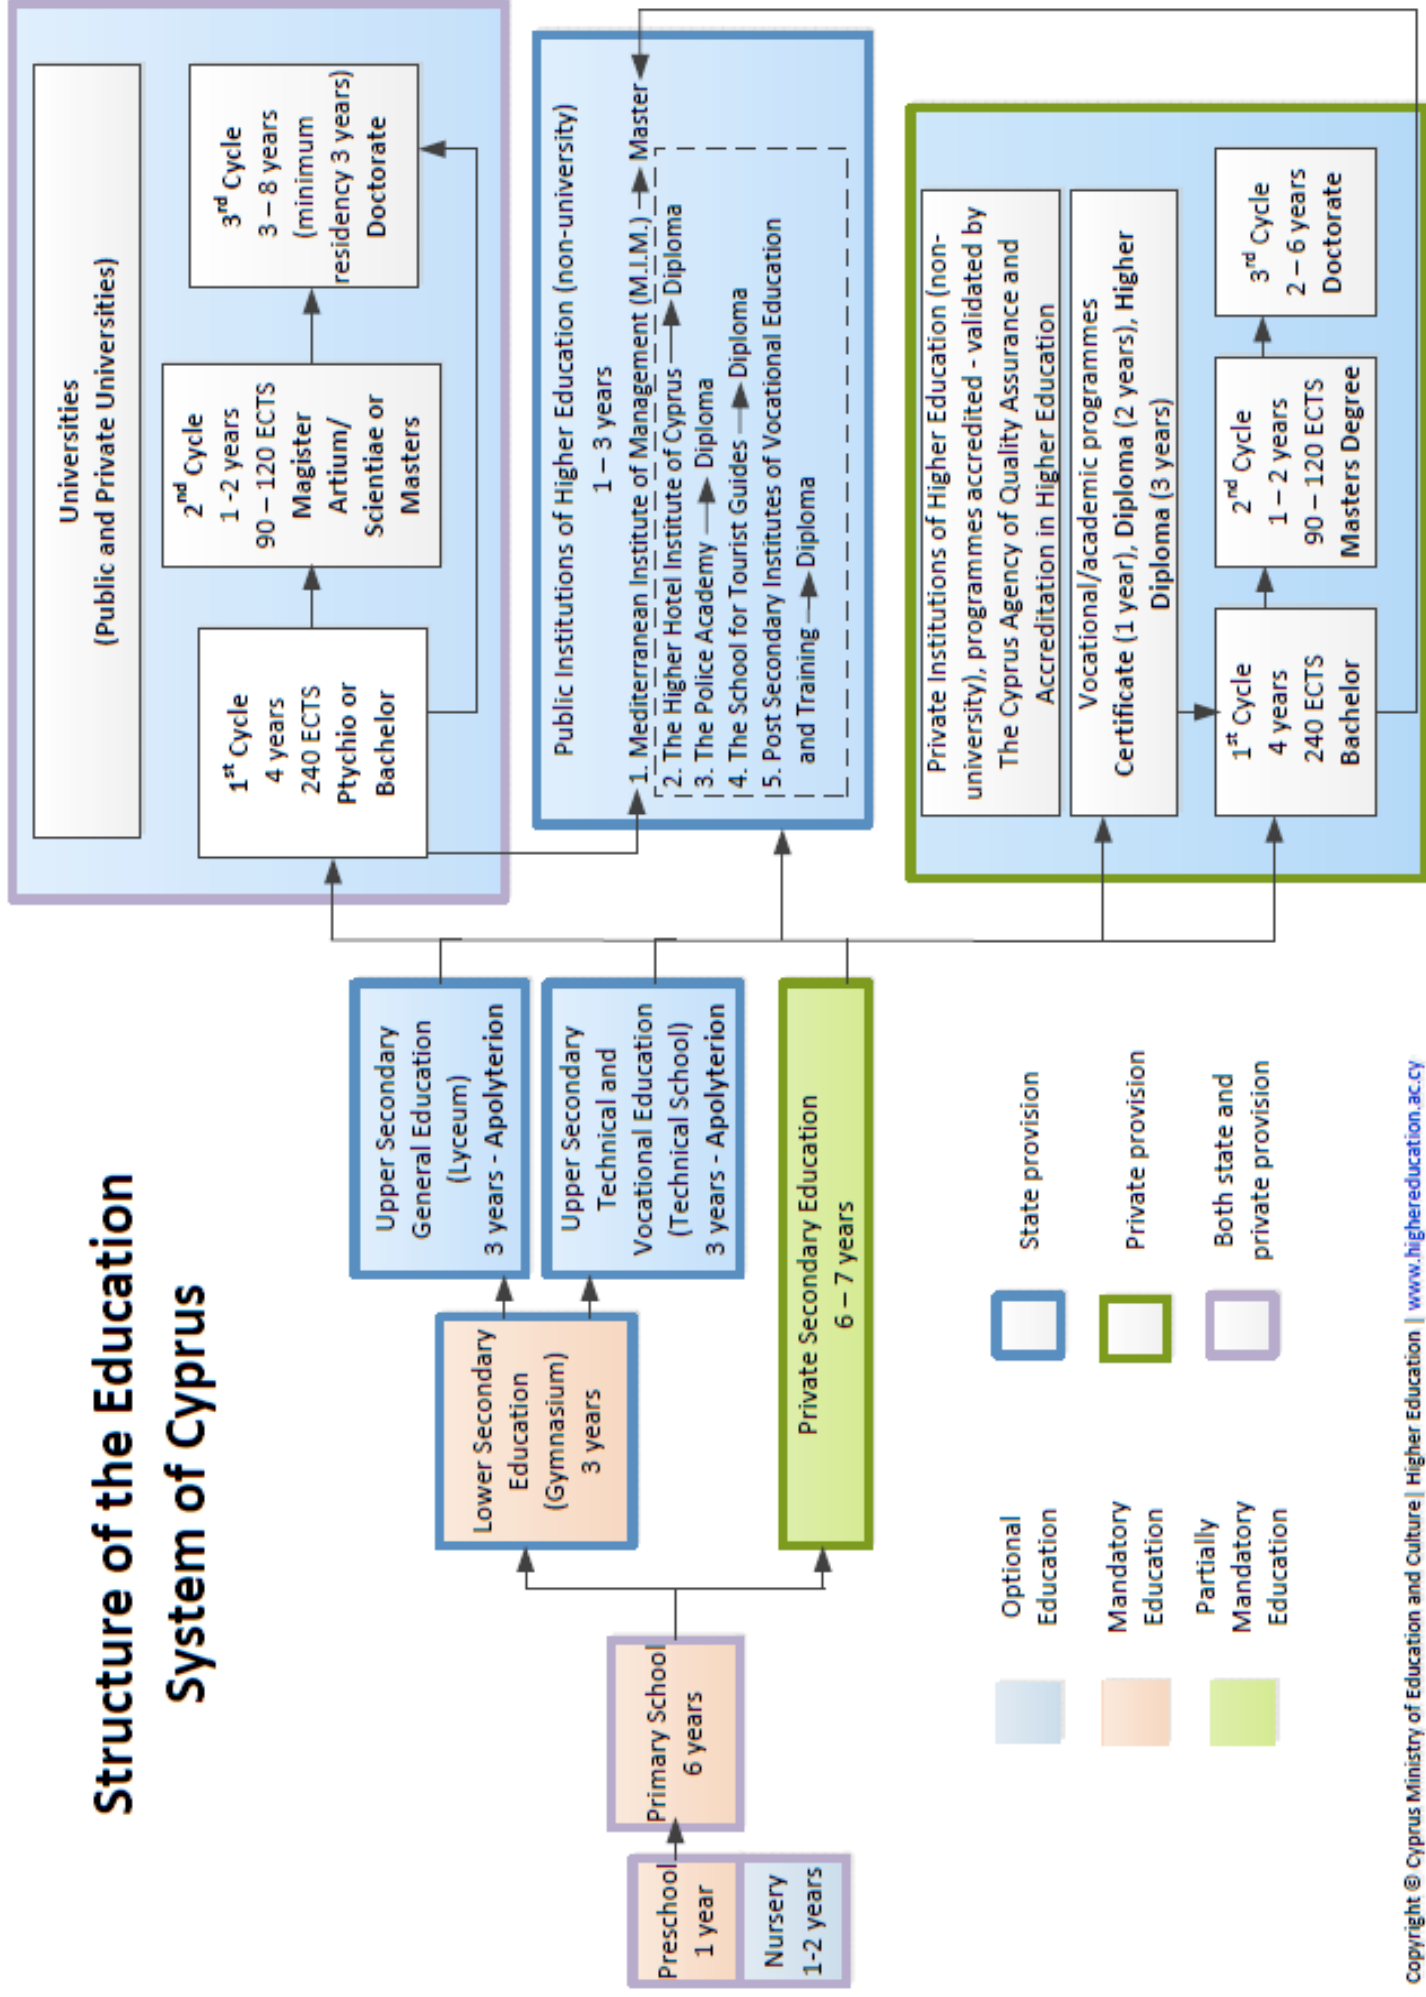 Structure of the Education
System of Cyprus
Preschool
1 year
Nursery
1-2 years
Primary School
6 years
Lower Secondary
Education
(Gymnasium)
3 years
Private Secondary Education
6 – 7 years
Upper Secondary
General Education
(Lyceum)
3 years - Apolyterion
Upper Secondary
Technical and
Vocational Education
(Technical School)
3 years - Apolyterion
Universities
(Public and Private Universities)
1st Cycle
4 years
240 ECTS
Ptychio or
Bachelor
2nd Cycle
1 -2 years
90 – 120 ECTS
Magister
Artium/
Scientiae or
Masters
3rd Cycle
3 – 8 years
(minimum
residency 3 years)
Doctorate
Public Institutions of Higher Education (non-university)
1 – 3 years
1. Mediterranean Institute of Management (M.I.M.) Master
2. The Higher Hotel Institute of Cyprus Diploma
3. The Police Academy Diploma
4. The School for Tourist Guides Diploma
5. Post Secondary Institutes of Vocational Education
and Training Diploma
Private Institutions of Higher Education (non-
university), programmes accredited - validated by
The Cyprus Agency of Quality Assurance and
Accreditation in Higher Education
Vocational/academic programmes
Certificate (1 year), Diploma (2 years), Higher
Diploma (3 years)
1st Cycle
4 years
240 ECTS
Bachelor
2nd Cycle
1 – 2 years
90 – 120 ECTS
Masters Degree
3rd Cycle
2 – 6 years
Doctorate
Optional
Education
Mandatory
Education
Partially
Mandatory
Education
State provision
Private provision
Both state and
private provision
Copyright © Cyprus Ministry of Education and Culture| Higher Education | www.highereducation.ac.cy